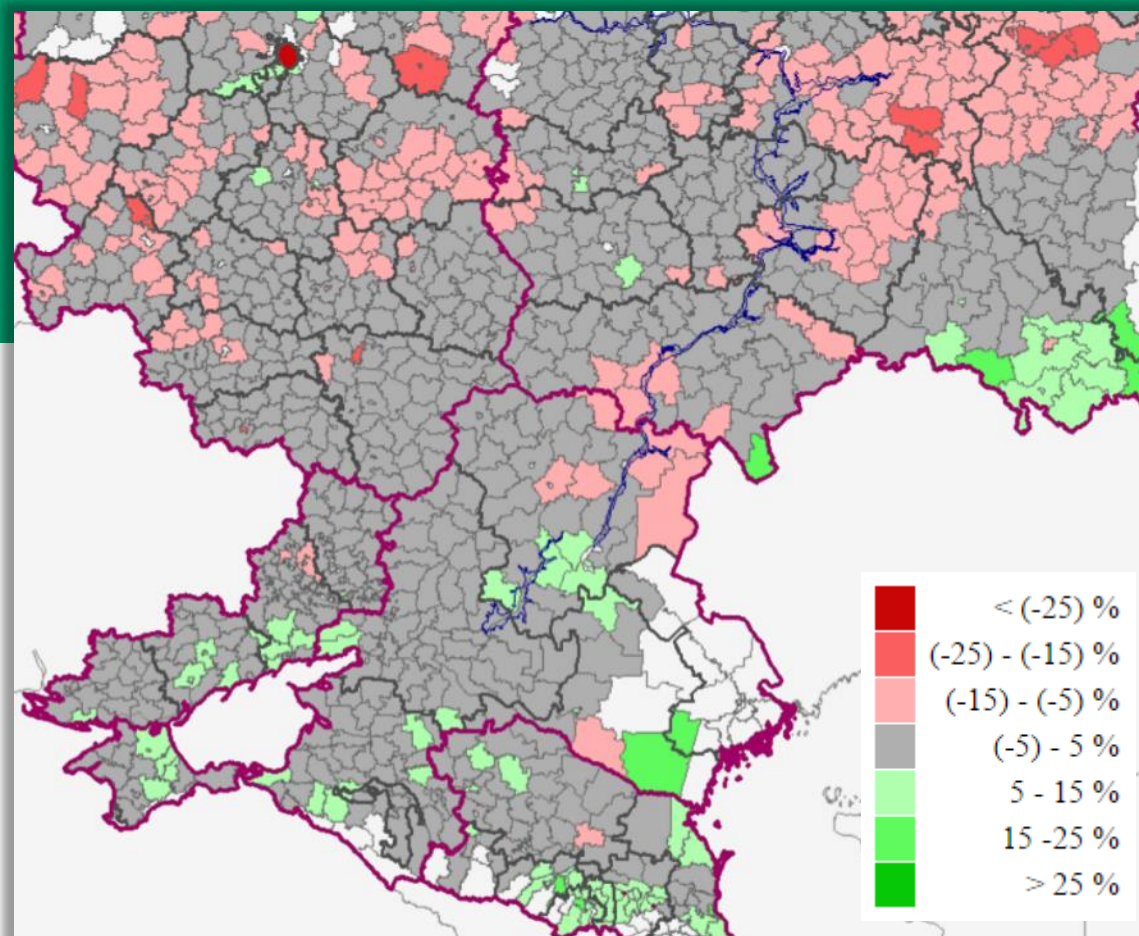 < (-25) %
(-25) - (-15) %
(-15) - (-5) %
(-5) - 5 %
5 - 15 %
15 -25 %
> 25 %